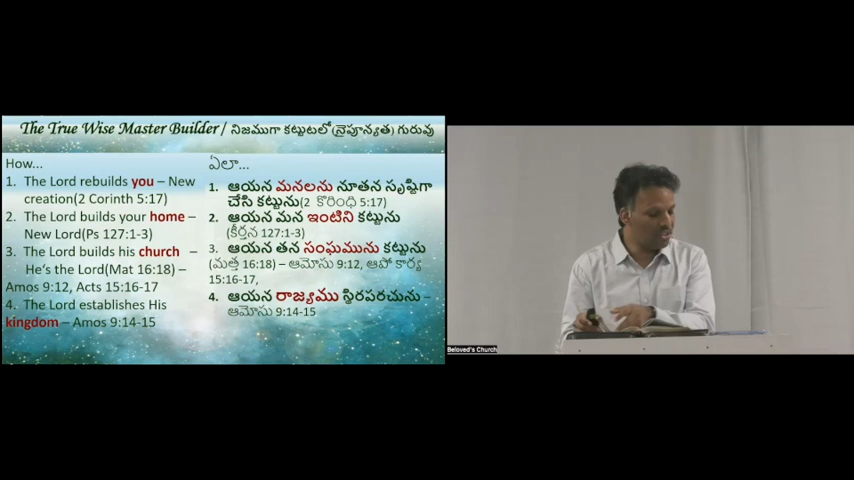 The True Wise Master Builder / నిజముగా కట్టుటలో(నైపూన్యత) గురువు
How...
1. The Lord rebuilds you – New
creation(2 Corinth 5:17)
2. The Lord builds your home –
New Lord(Ps 127:1-3)
3. The Lord builds his church –
He's the Lord(Mat 16:18) –
Amos 9:12, Acts 15:16-17
4. The Lord establishes His
kingdom – Amos 9:14-15
ఏలా...
1. ఆయన మనలను నూతన సృష్టిగా
చేసి కట్టును(2 కొరింధి 5:17)
2. ఆయన మన ఇంటిని కట్టును
(కీర్తన 127:1-3)
3. ఆయన తన సంఘమును కట్టును
(మత్త 16:18) – ఆమోసు 9:12, ఆపో కార్య
15:16-17,
4. ఆయన రాజ్యము స్థిరపరచును –
ఆమోసు 9:14-15
Beloved's Church